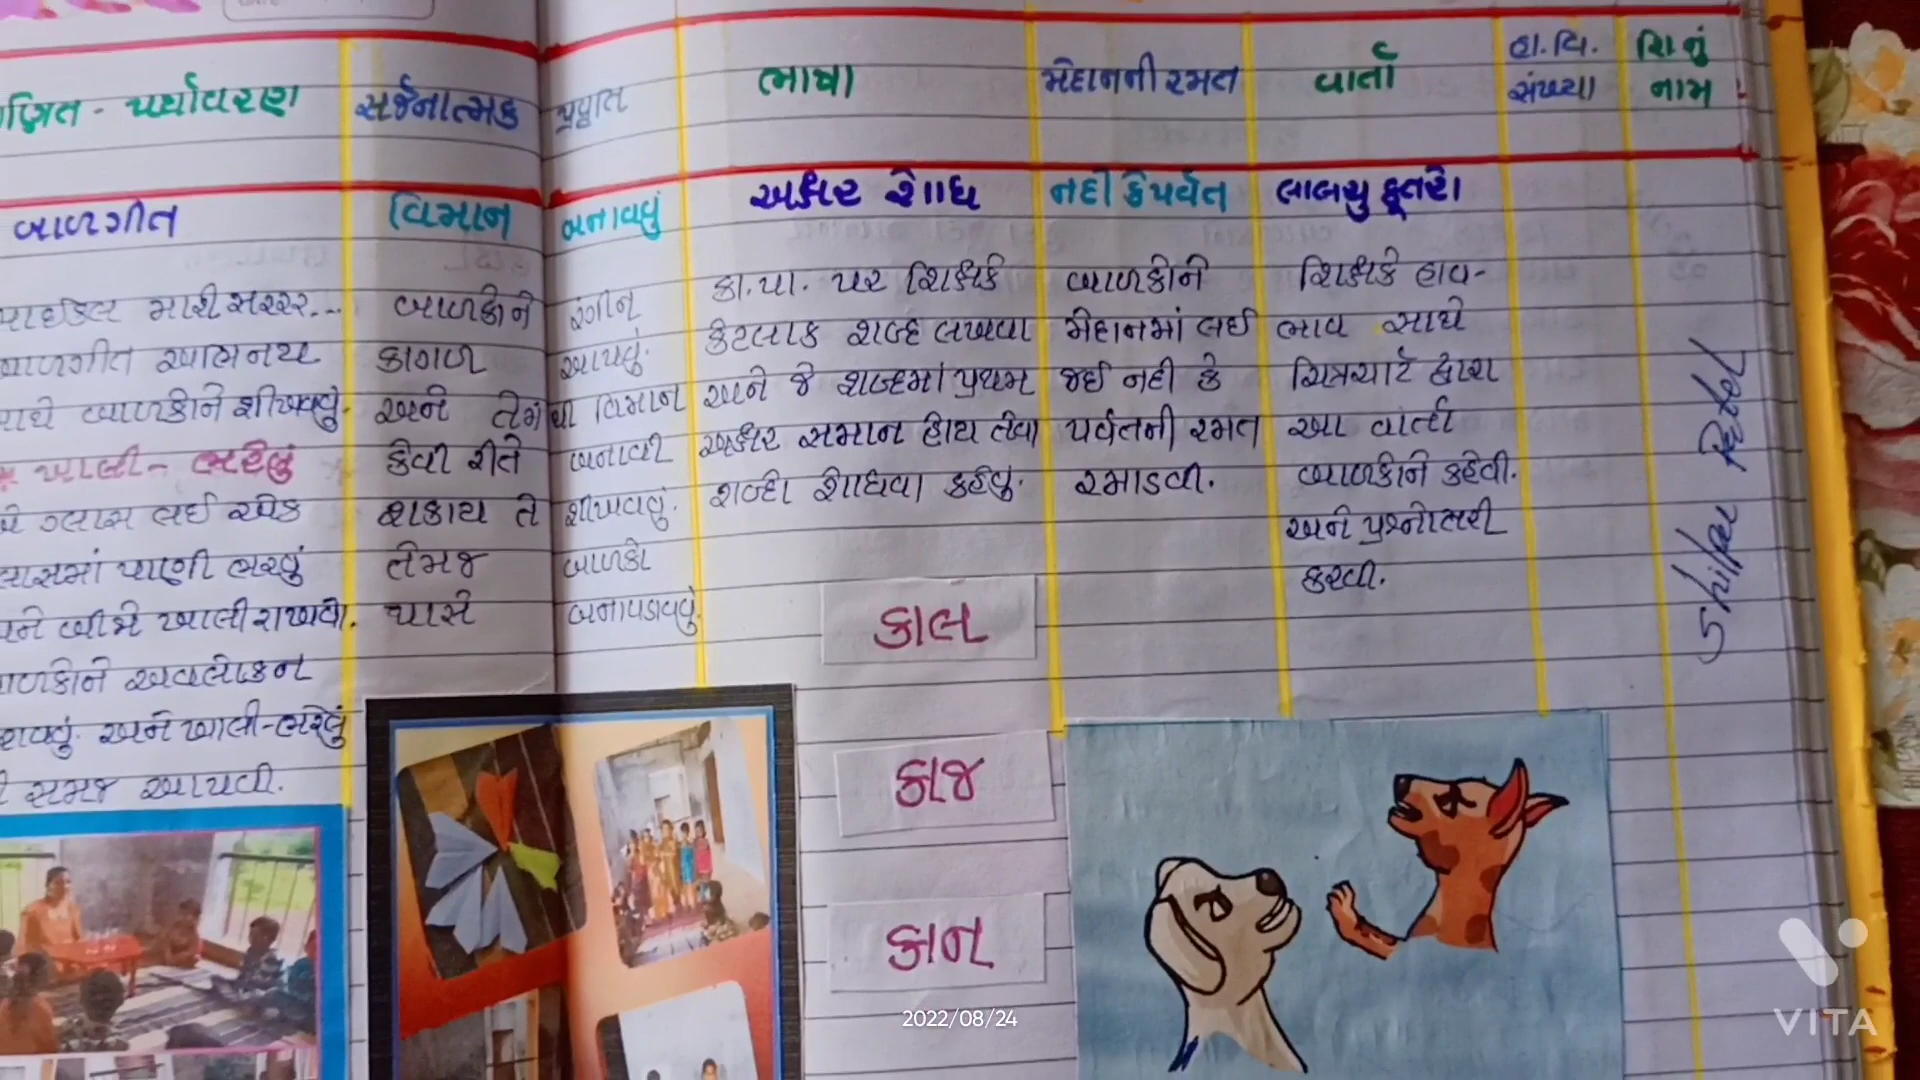 ગણિત - પર્યાવરણ
સર્જનાત્મક પ્રવૃત્તિ
ભાષા
મેદાનની રમત
વાર્તા
હા.વિ.
સંખ્યા
શિ.નું
નામ
બાળગીત
સાઈકલ મારી સરરર...
બાળગીત અભિનય
સાથે બાળકોને શીખવવું.
* ખાલી - ભરેલું
બે ગ્લાસ લઈ એક
ગ્લાસમાં પાણી ભરવું
અને બીજો ખાલી રાખવો.
બાળકોને અવલોકન
કરાવવું. અને ખાલી-ભરેલું
ની સમજ આપવી.
વિમાન બનાવવું
બાળકોને રંગીન
કાગળ આપવું.
અને તેમાંથી વિમાન
કેવી રીતે બનાવી
શકાય તે શીખવવું.
તેમજ બાળકો
પાસે બનાવડાવવું.
અક્ષર શોધ
કા.પા. પર શિક્ષકે
કેટલાક શબ્દ લખવા
અને જે શબ્દમાં પ્રથમ
અક્ષર સમાન હોય તેવા
શબ્દો શોધવા કહેવું.
કાલ
કાજ
કાન
નદી કે પર્વત
બાળકોને
મેદાનમાં લઈ
જઈ નદી કે
પર્વતની રમત
રમાડવી.
લાલચુ કૂતરો
શિક્ષકે હાવ-
ભાવ સાથે
ચિત્રચાર્ટ દ્વારા
આ વાર્તા
બાળકોને કહેવી.
અને પ્રશ્નોતરી
કરવી.
Shilpa Patel
2022/08/24
VITA